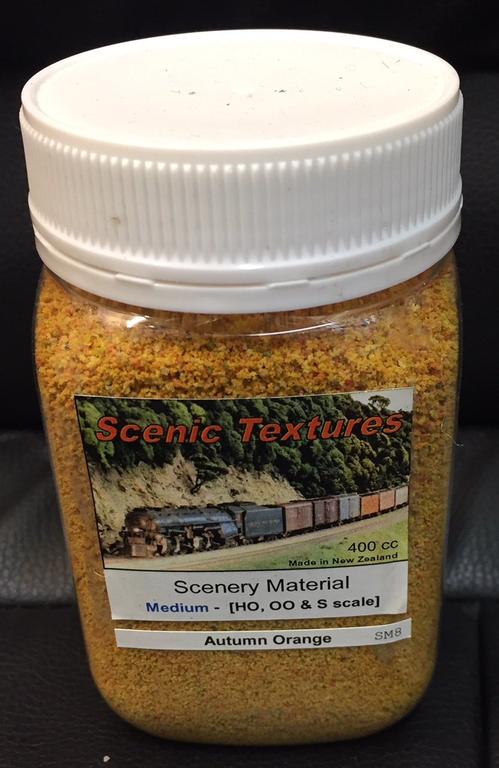 Scenic Textures
400 cc
Made in New Zealand
Scenery Material
Medium - [HO, OO & S scale]
Autumn Orange SM8